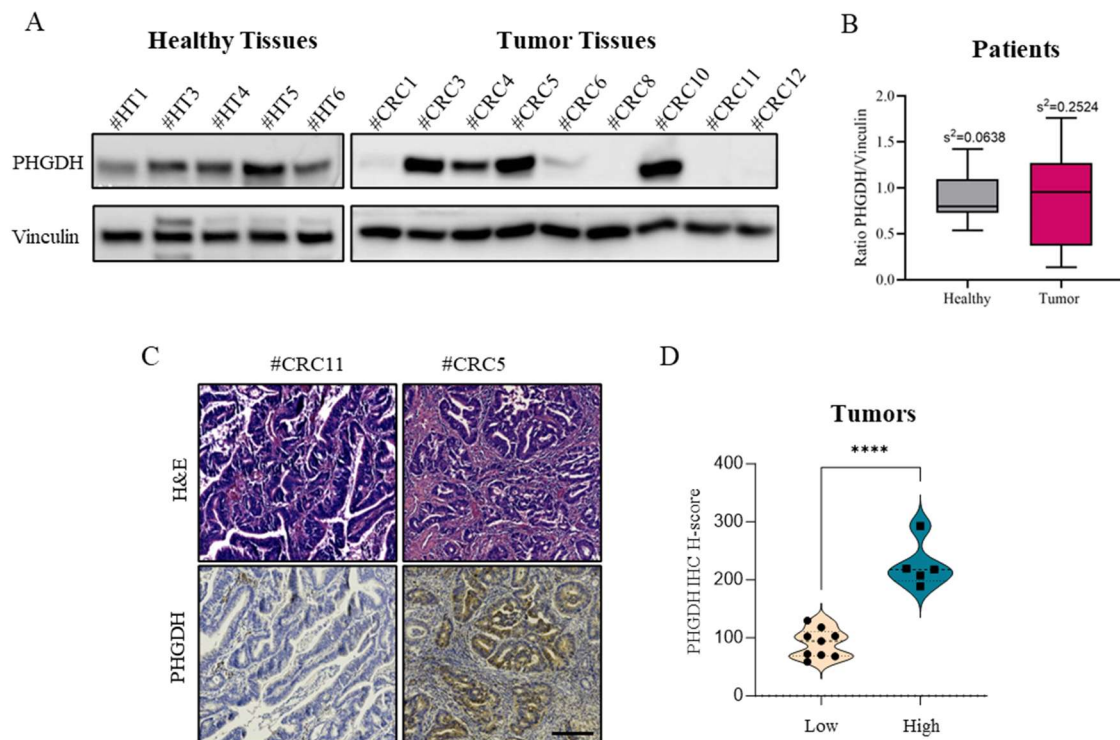 A
Healthy Tissues
Tumor Tissues
#HT1
#HT3
#HT4
#HT5
#HT6
#CRC1
#CRC3
#CRC4
#CRC5
#CRC6
#CRC8
#CRC10
#CRC11
#CRC12
PHGDH
Vinculin
B
Patients
Ratio PHGDH/Vinculin
2.0
1.5
1.0
0.5
0.0
s²=0.0638
s²=0.2524
Healthy
Tumor
C
#CRC11
#CRC5
H&E
PHGDH
D
Tumors
****
PHGDH IHC H-score
400
300
200
100
0
Low
High